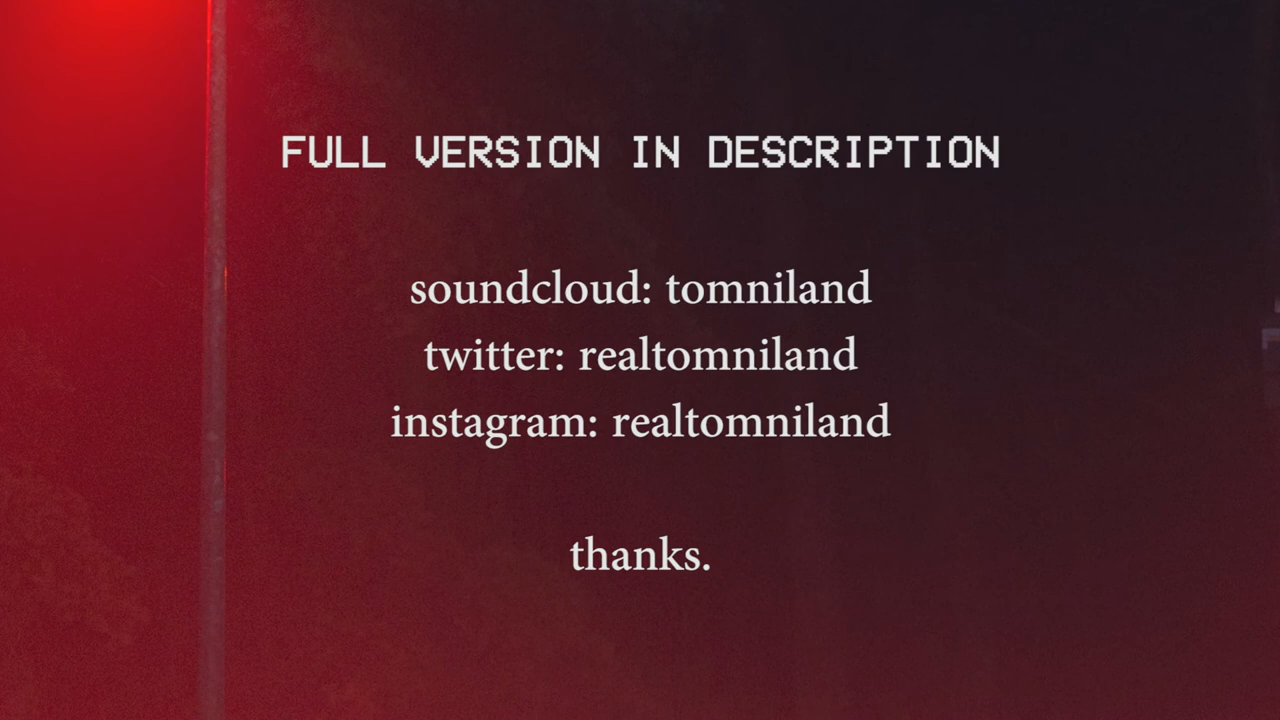 FULL VERSION IN DESCRIPTION
soundcloud: tomniland
twitter: realtomniland
instagram: realtomniland
thanks.